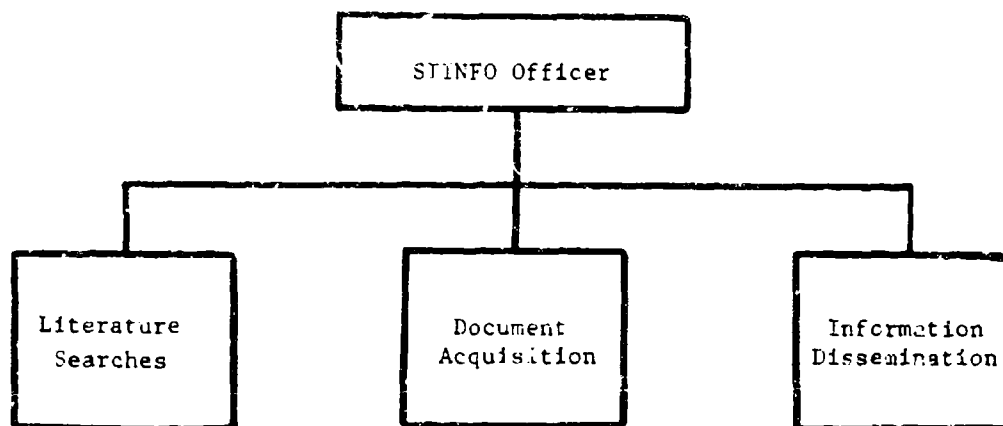 STINFO Officer
Literature
Searches
Document
Acquisition
Information
Dissemination